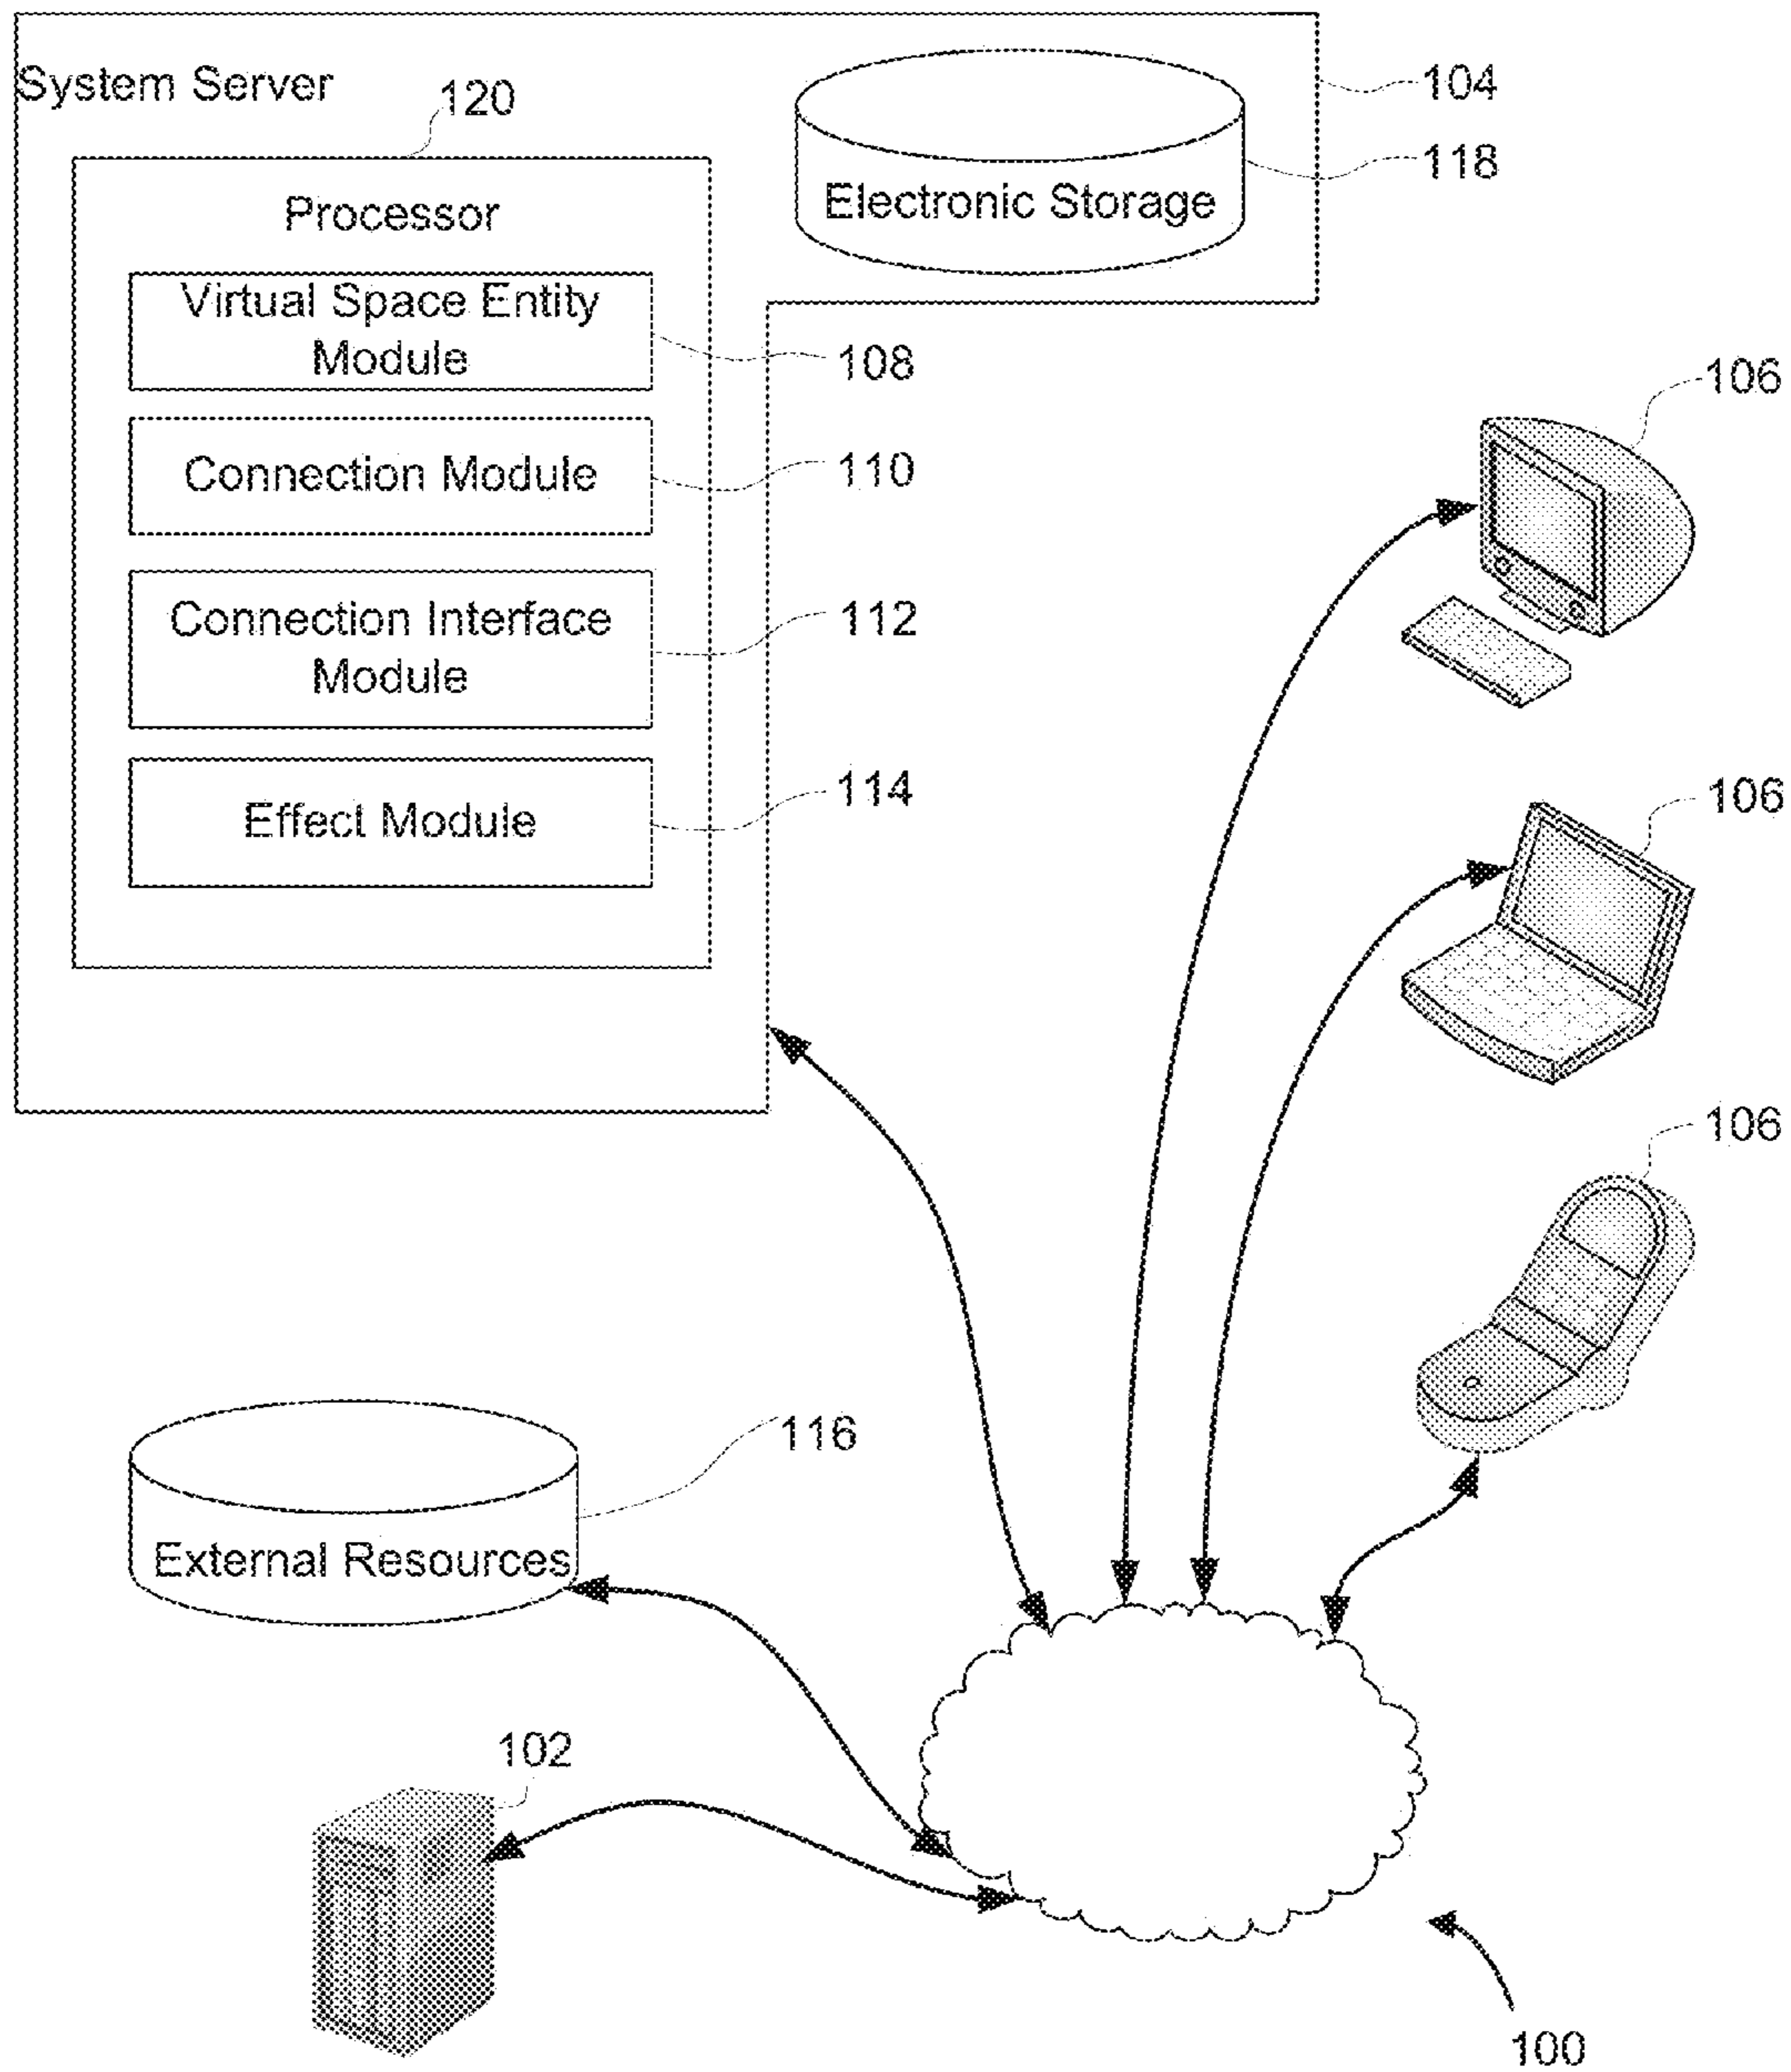 System Server
120
104
118
Electronic Storage
Processor
Virtual Space Entity
Module
108
Connection Module
110
Connection Interface
Module
112
Effect Module
114
106
106
106
116
External Resources
102
100